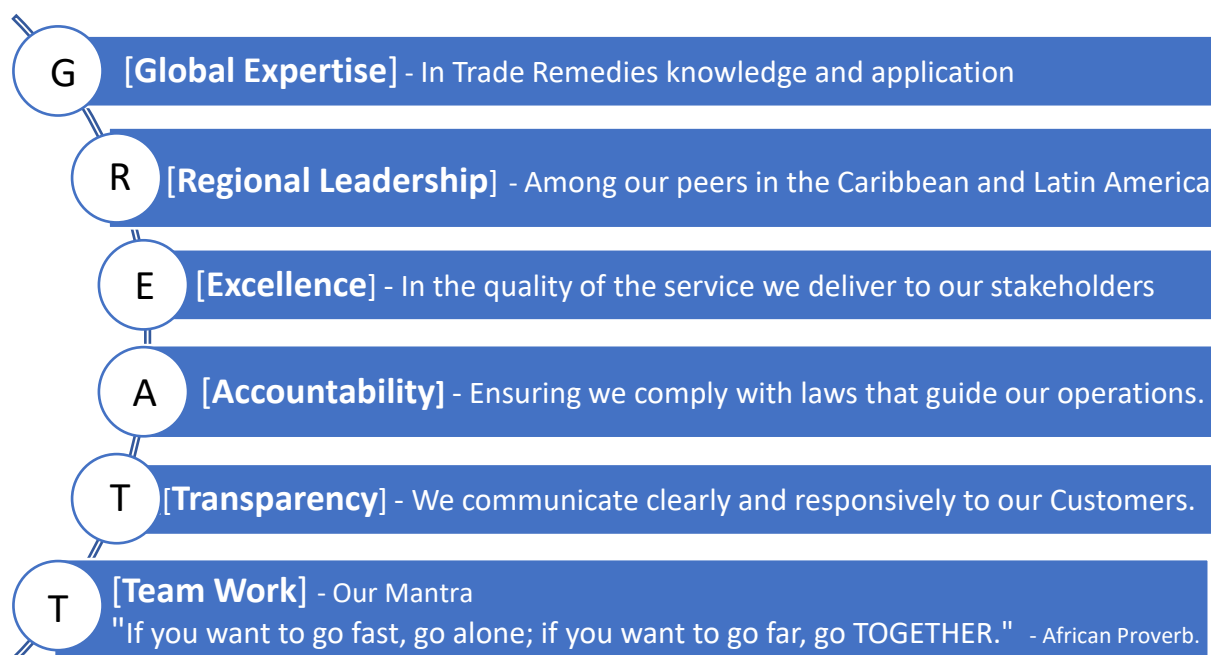 G [Global Expertise] - In Trade Remedies knowledge and application
R [Regional Leadership] - Among our peers in the Caribbean and Latin America
E [Excellence] - In the quality of the service we deliver to our stakeholders
A [Accountability] - Ensuring we comply with laws that guide our operations.
T [Transparency] - We communicate clearly and responsively to our Customers.
T [Team Work] - Our Mantra
"If you want to go fast, go alone; if you want to go far, go TOGETHER." - African Proverb.